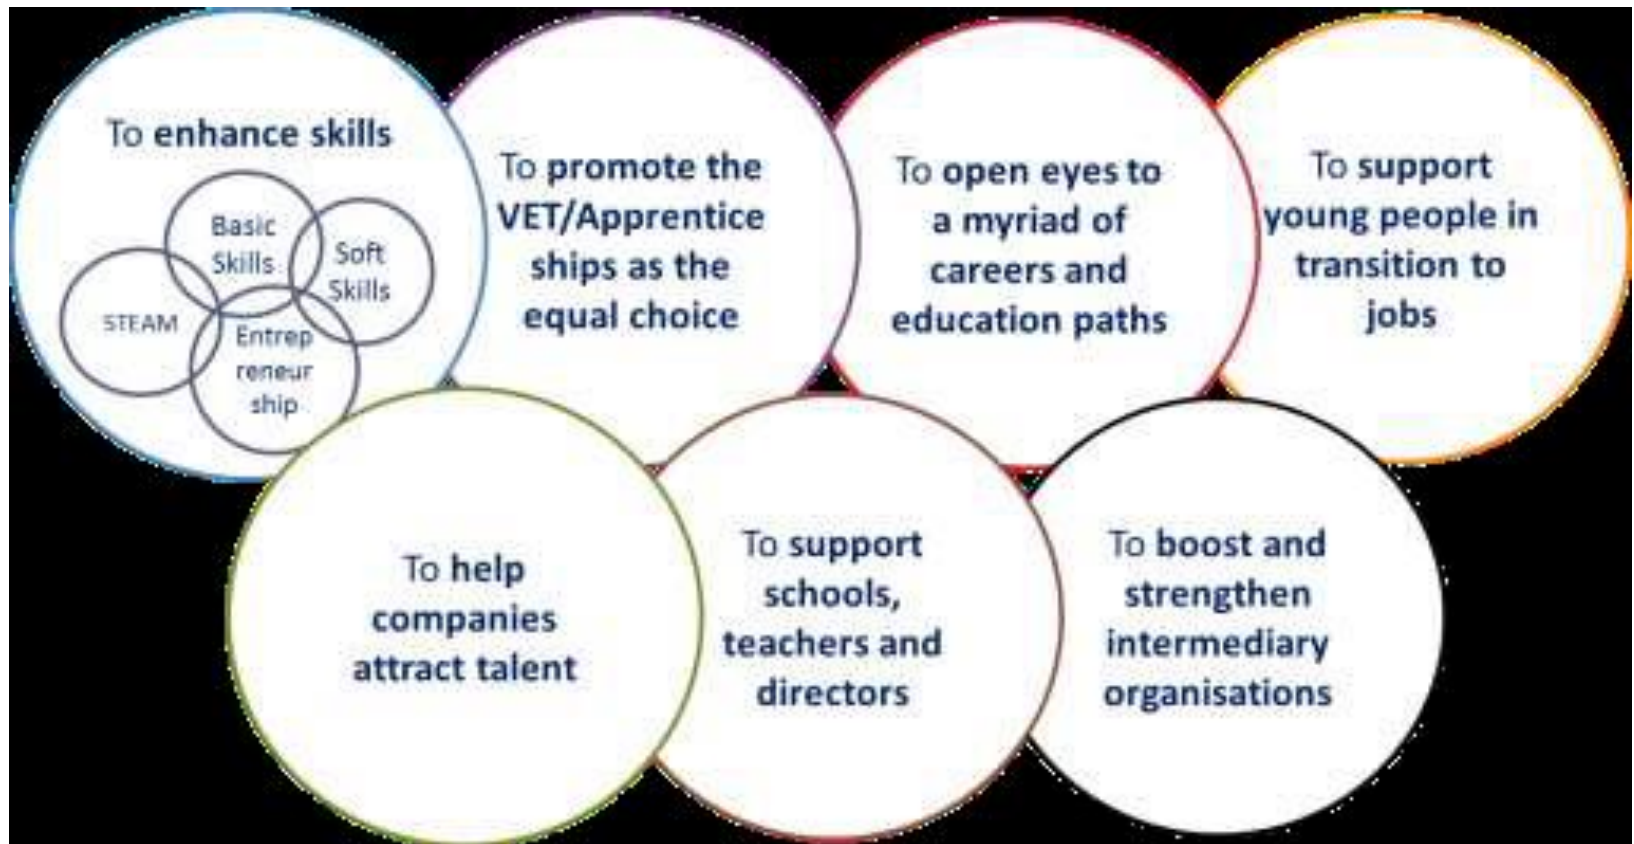 To enhance skills
Basic
Skills
Soft
Skills
STEAM
Entrep
reneur
ship
To promote the
VET/Apprentice
ships as the
equal choice
To open eyes to
a myriad of
careers and
education paths
To support
young people in
transition to
jobs
To help
companies
attract talent
To support
schools,
teachers and
directors
To boost and
strengthen
intermediary
organisations